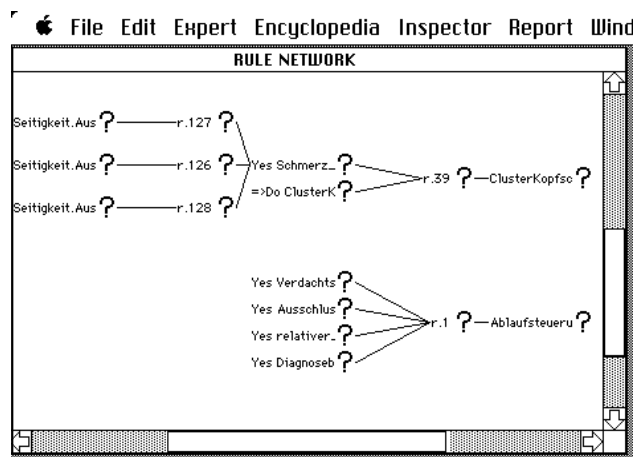 File Edit Expert Encyclopedia Inspector Report Wind
RULE NETWORK
Seitigkeit.Aus ? r.127 ?
Seitigkeit.Aus ? r.126 ? Yes Schmerz_ ?
=>Do ClusterK ? r.39 ? ClusterKopfsc ?
Seitigkeit.Aus ? r.128 ?
Yes Verdachts ?
Yes Ausschlus ?
r.1 ? Ablaufsteueru ?
Yes relativer_ ?
Yes Diagnoseb ?